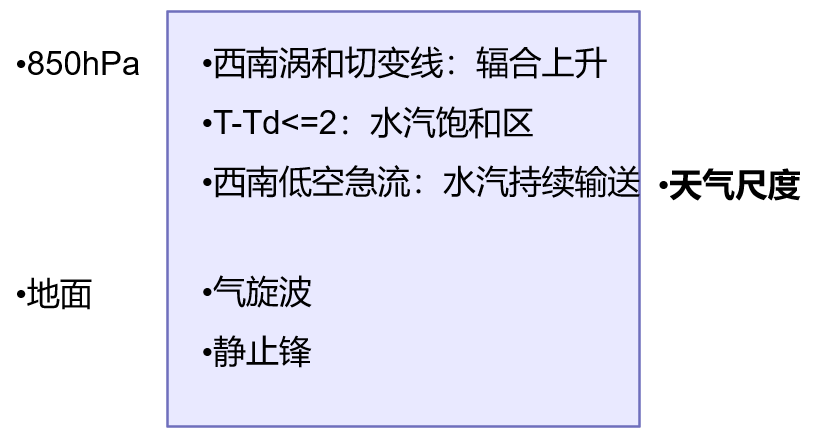 •850hPa
•西南涡和切变线：辐合上升
•T-Td<=2：水汽饱和区
•西南低空急流：水汽持续输送
•天气尺度
•地面
•气旋波
•静止锋